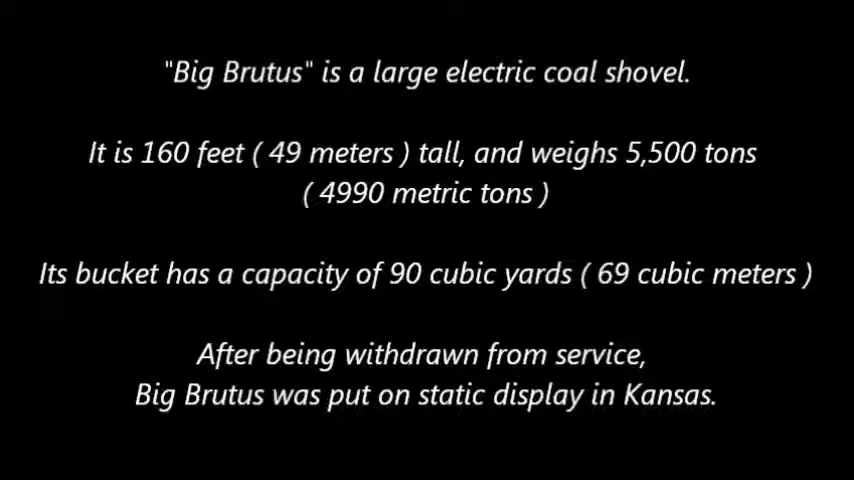 "Big Brutus" is a large electric coal shovel.
It is 160 feet ( 49 meters ) tall, and weighs 5,500 tons
( 4990 metric tons )
Its bucket has a capacity of 90 cubic yards ( 69 cubic meters )
After being withdrawn from service,
Big Brutus was put on static display in Kansas.